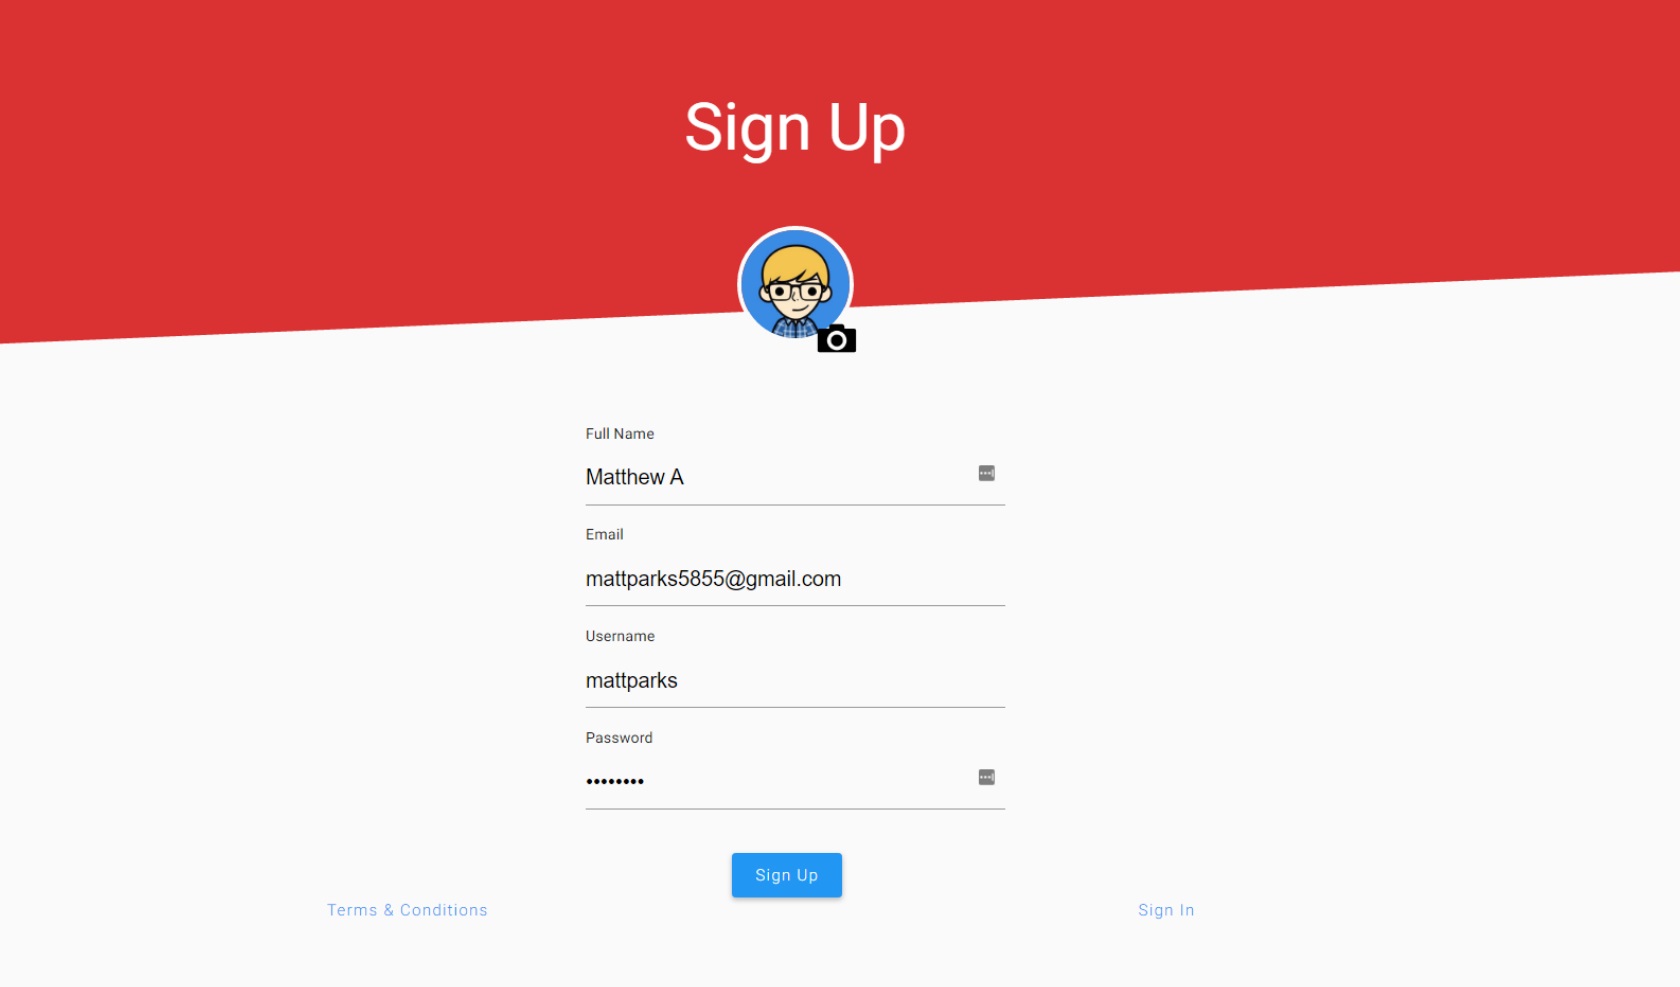 Sign Up
Full Name
Matthew A
Email
mattparks5855@gmail.com
Username
mattparks
Password
••••••••
Sign Up
Terms & Conditions
Sign In